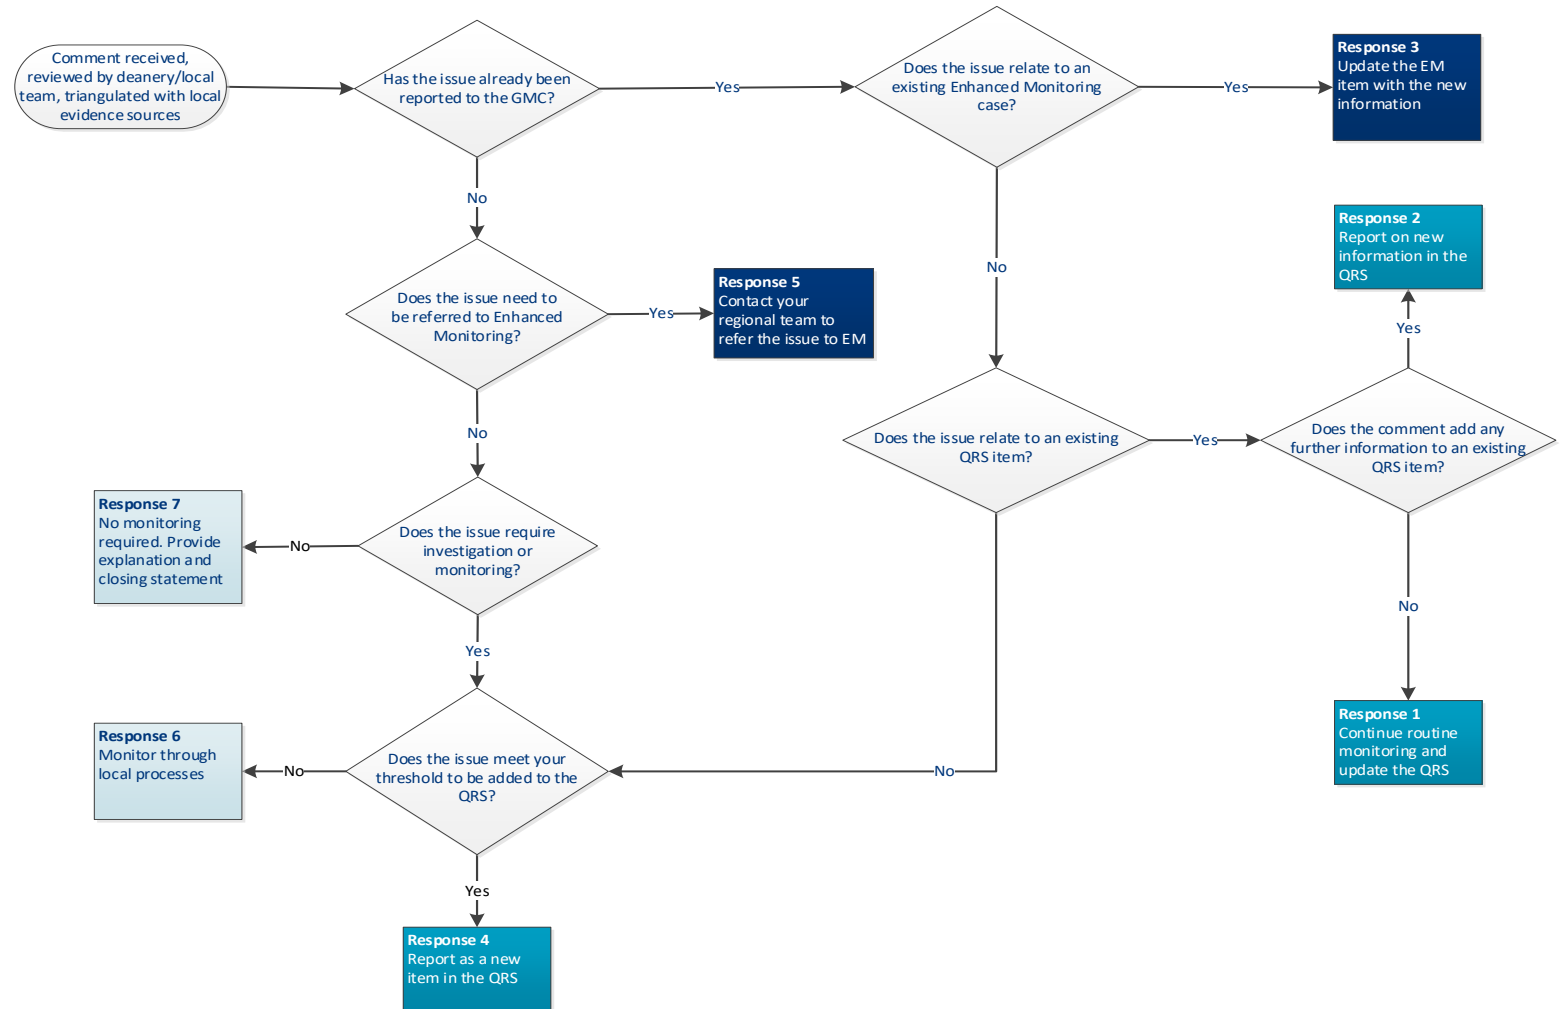 Comment received,
reviewed by deanery/local
team, triangulated with local
evidence sources
Has the issue already been
reported to the GMC?
Yes
Does the issue relate to an
existing Enhanced Monitoring
case?
Yes
Response 3
Update the EM
item with the new
information
No
No
Response 2
Report on new
information in the
QRS
Yes
Does the issue need to
be referred to Enhanced
Monitoring?
Yes
Response 5
Contact your
regional team to
refer the issue to EM
No
Does the issue relate to an existing
QRS item?
Yes
Does the comment add any
further information to an existing
QRS item?
Response 7
No monitoring
required. Provide
explanation and
closing statement
No
Does the issue require
investigation or
monitoring?
No
Yes
Response 1
Continue routine
monitoring and
update the QRS
Response 6
Monitor through
local processes
No
Does the issue meet your
threshold to be added to the
QRS?
No
Yes
Response 4
Report as a new
item in the QRS